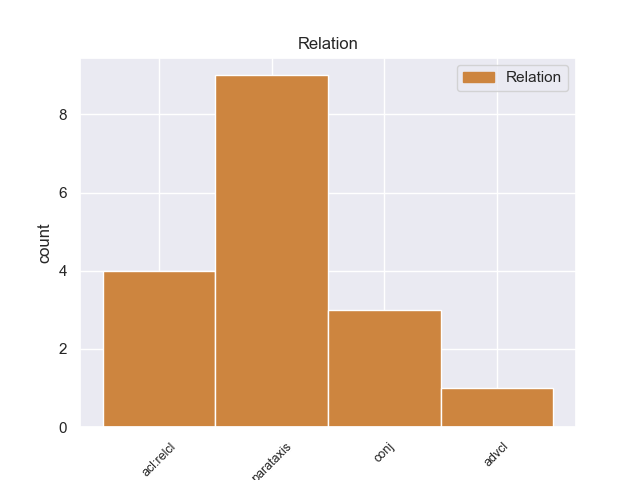 Relation
Relation
count
8
6
4
2
0
acl:relcl
parataxis
conj
advcl